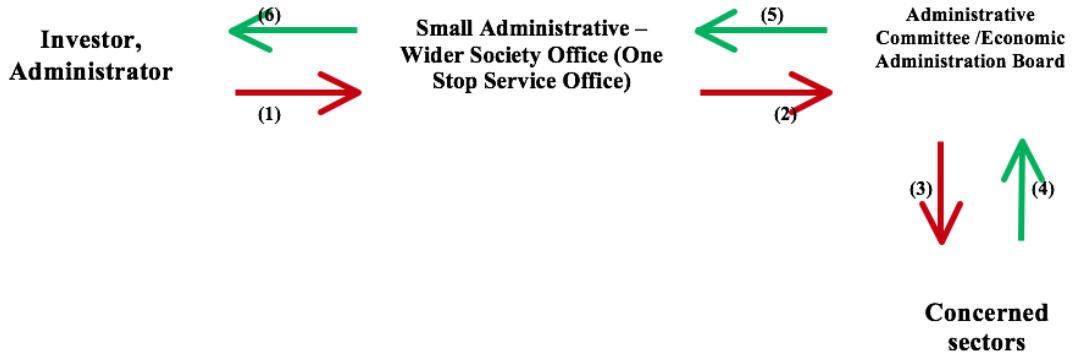 Investor,
Administrator
(6)
(1)
Small Administrative –
Wider Society Office (One
Stop Service Office)
(5)
(2)
Administrative
Committee /Economic
Administration Board
(3)
(4)
Concerned
sectors